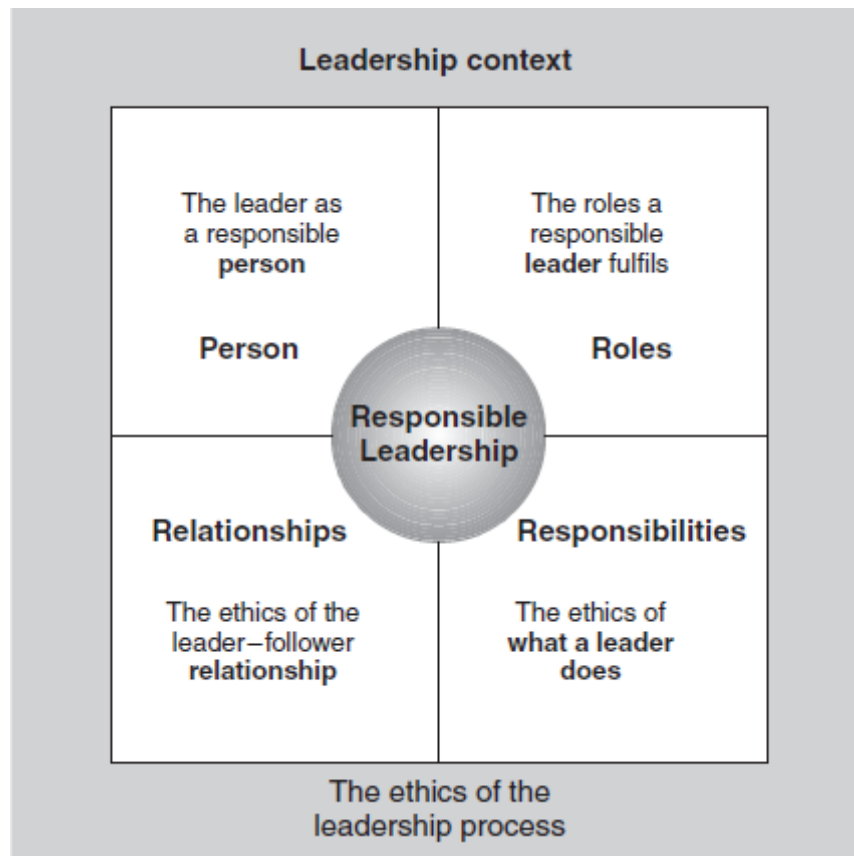 Leadership context
The leader as
a responsible
person
Person
The roles a
responsible
leader fulfils
Roles
Responsible
Leadership
Relationships
The ethics of the
leader–follower
relationship
Responsibilities
The ethics of
what a leader
does
The ethics of the
leadership process